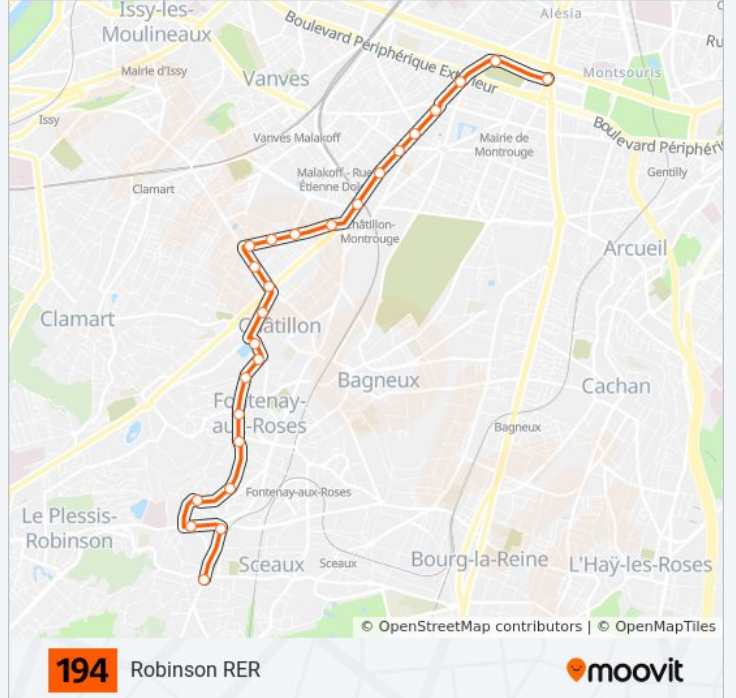 Issy-les-
Moulineaux
Alésia
Boulevard Périphérique Extérieur
Ru
Mairie d'Issy
Vanves
Montsouris
Issy
Boulevard Périphéri
Vanves Malakoff
Mairie de
Montrouge
Malakoff - Rue
Étienne Dol
Gentilly
Clamart
Châtillon-
Montrouge
Arcueil
Clamart
Châtillon
Bagneux
Cachan
Fontenay-
aux-Roses
Bagneux
Fontenay-aux-Roses
Le Plessis-
Robinson
Sceaux
Sceaux
Bourg-la-Reine
L'Haÿ-les-Roses
© OpenStreetMap contributors | © OpenMapTiles
194
Robinson RER
moovit